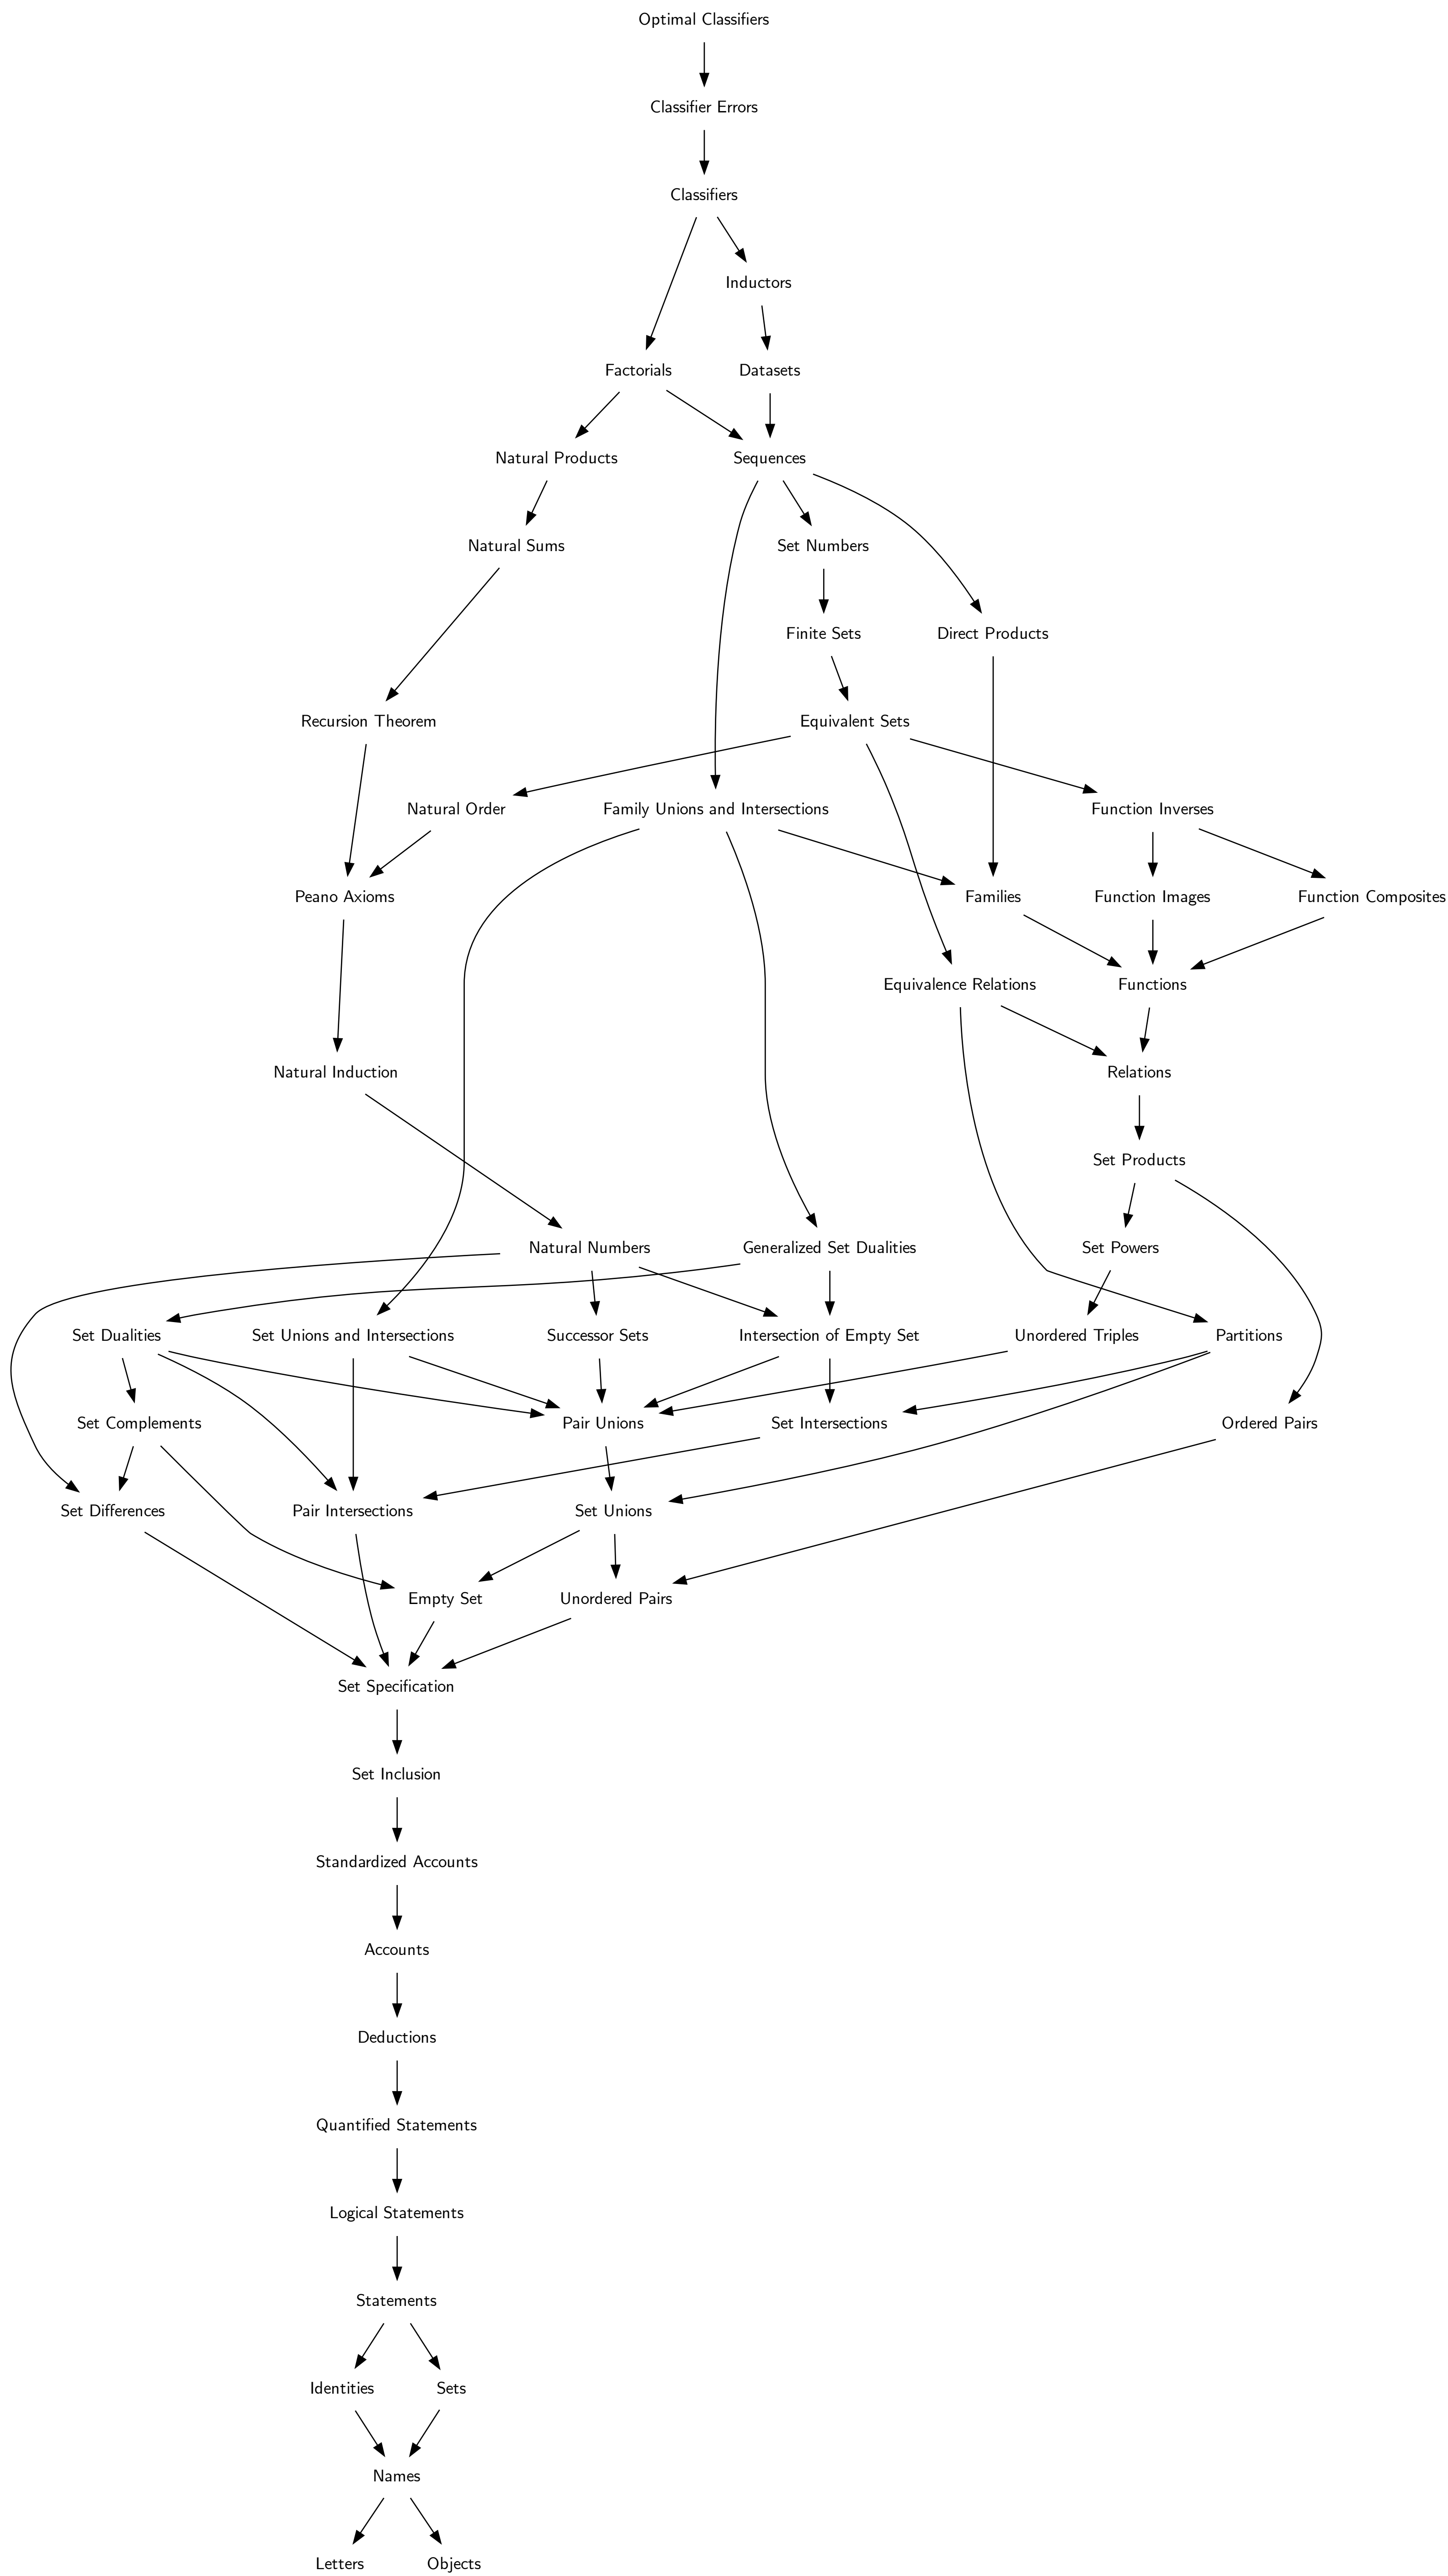 Optimal Classifiers
Classifier Errors
Classifiers
Inductors
Factorials
Datasets
Natural Products
Sequences
Natural Sums
Set Numbers
Finite Sets
Direct Products
Recursion Theorem
Equivalent Sets
Natural Order
Family Unions and Intersections
Function Inverses
Peano Axioms
Families
Function Images
Function Composites
Equivalence Relations
Functions
Natural Induction
Relations
Set Products
Natural Numbers
Generalized Set Dualities
Set Powers
Set Dualities
Set Unions and Intersections
Successor Sets
Intersection of Empty Set
Unordered Triples
Partitions
Set Complements
Pair Unions
Set Intersections
Ordered Pairs
Set Differences
Pair Intersections
Set Unions
Empty Set
Unordered Pairs
Set Specification
Set Inclusion
Standardized Accounts
Accounts
Deductions
Quantified Statements
Logical Statements
Statements
Identities
Sets
Names
Letters
Objects